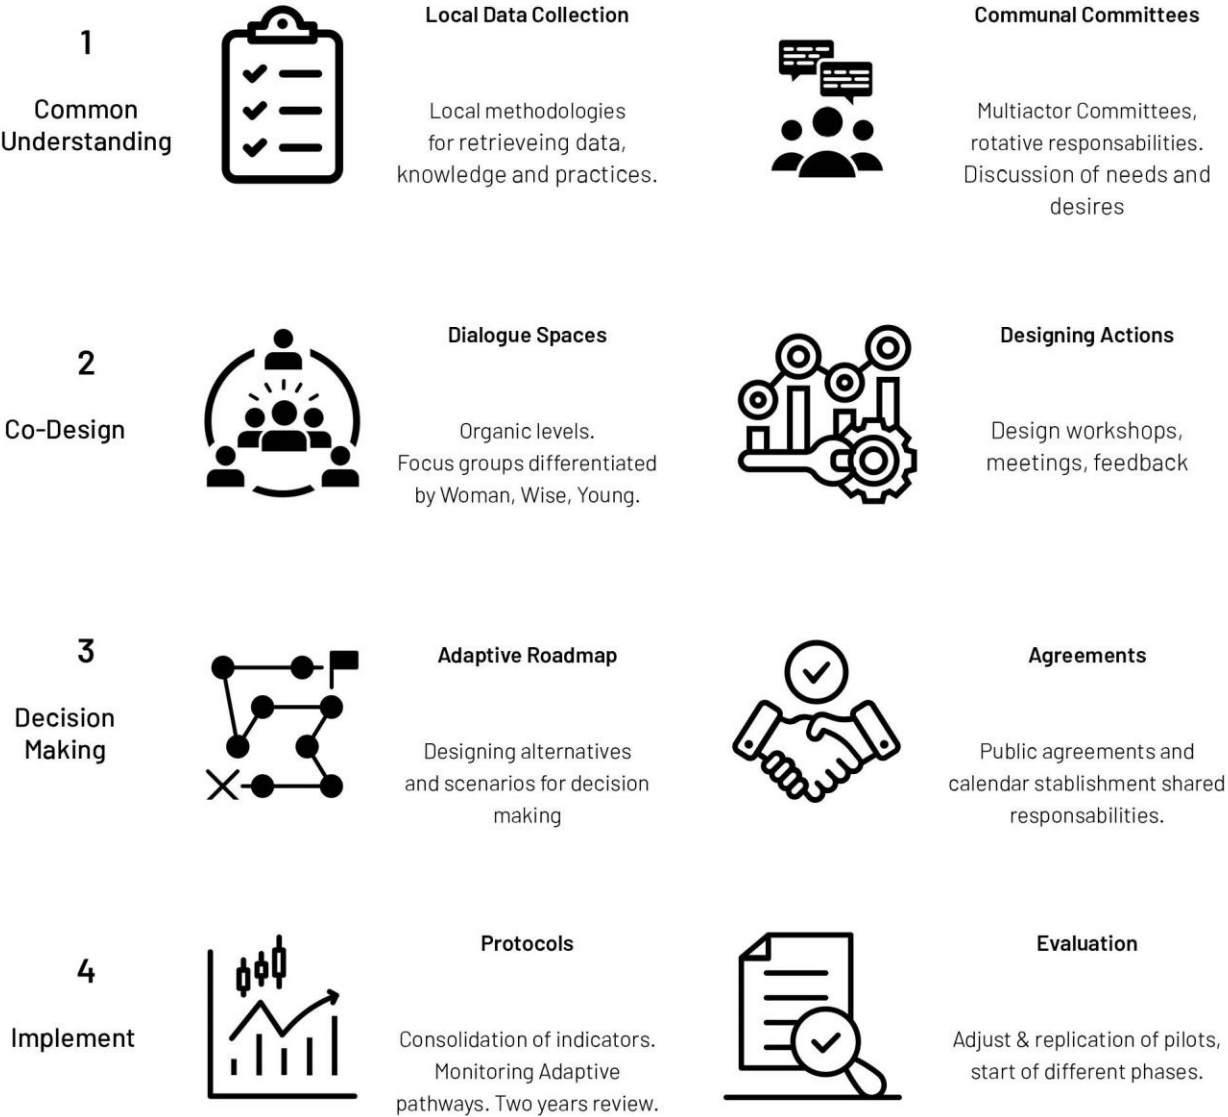 1
Common
Understanding
Local Data Collection
Local methodologies
for retrieveing data,
knowledge and practices.
Communal Committees
Multiactor Committees,
rotative responsabilities.
Discussion of needs and
desires
2
Co-Design
Dialogue Spaces
Organic levels.
Focus groups differentiated
by Woman, Wise, Young.
Designing Actions
Design workshops,
meetings, feedback
3
Decision
Making
Adaptive Roadmap
Designing alternatives
and scenarios for decision
making
Agreements
Public agreements and
calendar stablishment shared
responsabilities.
4
Implement
Protocols
Consolidation of indicators.
Monitoring Adaptive
pathways. Two years review.
Evaluation
Adjust & replication of pilots,
start of different phases.